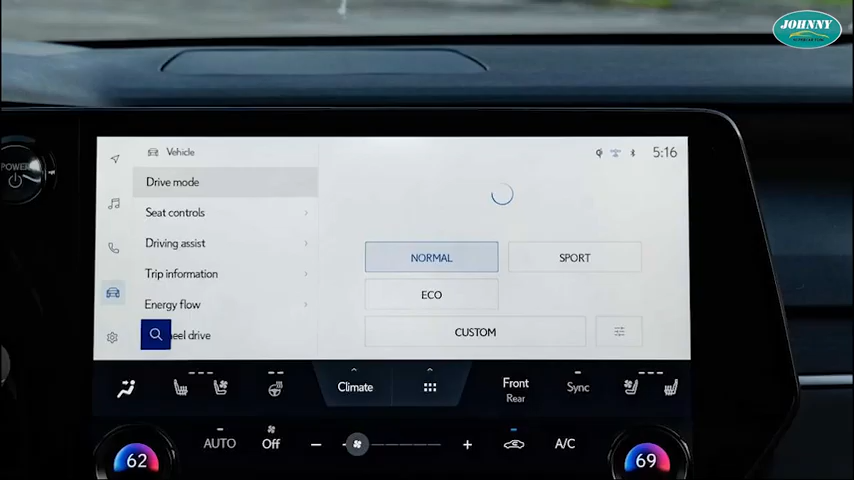 JOHNNY
POWER
Vehicle
5:16
Drive mode
Seat controls
Driving assist
Trip information
Energy flow
heel drive
NORMAL
SPORT
ECO
CUSTOM
Climate
Front
Rear
Sync
AUTO
Off
A/C
62
69